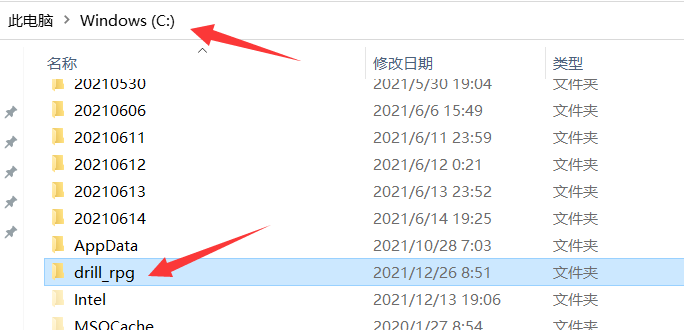 此电脑 > Windows (C:) >
名称 修改日期 类型
20210530 2021/5/30 19:04 文件夹
20210606 2021/6/6 15:49 文件夹
20210611 2021/6/11 23:59 文件夹
20210612 2021/6/12 0:21 文件夹
20210613 2021/6/13 23:52 文件夹
20210614 2021/6/14 19:25 文件夹
AppData 2021/10/28 7:03 文件夹
drill_rpg 2021/12/26 8:51 文件夹
Intel 2021/12/13 19:06 文件夹
MSOCache 2020/1/27 8:54 文件夹